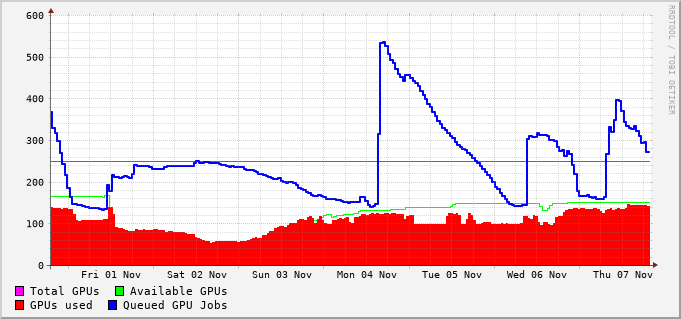 600
500
400
300
200
100
0
Fri 01 Nov Sat 02 Nov Sun 03 Nov Mon 04 Nov Tue 05 Nov Wed 06 Nov Thu 07 Nov
Total GPUs Available GPUs
GPUs used Queued GPU Jobs
RRDTOOL / TOBI OETIKER